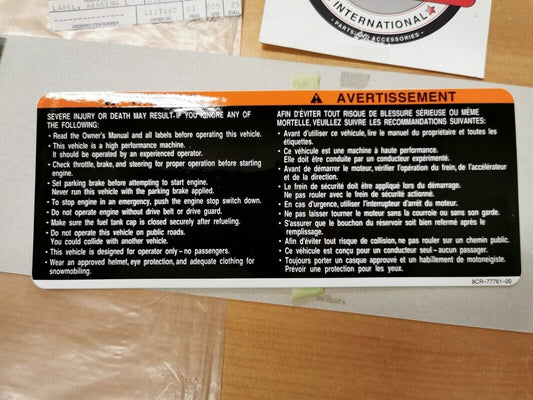 LABEL, WARNING 1
1127660 01 005 25
ORDERED ITEM NUMBER
INTERNATIONAL
PARTS and ACCESSORIES
AVERTISSEMENT
SEVERE INJURY OR DEATH MAY RESULT IF YOU IGNORE ANY OF
THE FOLLOWING:
• Read the Owner's Manual and all labels before operating this vehicle.
• This vehicle is a high performance machine.
It should be operated by an experienced operator.
• Check throttle, brake, and steering for proper operation before starting
engine.
• Set parking brake before attempting to start engine.
Never run this vehicle with the parking brake applied.
• To stop engine in an emergency, push the engine stop switch down.
• Do not operate engine without drive belt or drive guard.
• Make sure the fuel tank cap is closed securely after refueling.
• Do not operate this vehicle on public roads.
You could collide with another vehicle.
• This vehicle is designed for operator only – no passengers.
• Wear an approved helmet, eye protection, and adequate clothing for
snowmobiling.
AFIN D'ÉVITER TOUT RISQUE DE BLESSURE SÉRIEUSE OU MÊME
MORTELLE, VEUILLEZ SUIVRE LES RECOMMANDATIONS SUIVANTES:
• Avant d'utiliser ce véhicule, lire le manuel du propriétaire et toutes les
étiquettes.
• Ce véhicule est une machine à haute performance.
Elle doit être conduite par un conducteur expérimenté.
• Avant de démarrer le moteur, vérifier l'opération du frein, de l'accélérateur
et de la direction.
• Le frein de sécurité doit être appliqué lors du démarrage.
Ne pas rouler avec le frein de sécurité actionné.
• En cas d'urgence, utiliser l'interrupteur d'arrêt du moteur.
• Ne pas laisser tourner le moteur sans la courroie ou sans son garde.
• S'assurer que le bouchon du réservoir soit bien refermé après le
remplissage.
• Afin d'éviter tout risque de collision, ne pas rouler sur un chemin public.
• Ce véhicule est conçu pour un conducteur seul – aucun passager.
• Toujours porter un casque approuvé et un habillement de motoneigiste.
Prévoir une protection pour les yeux.
8CR-77761-00